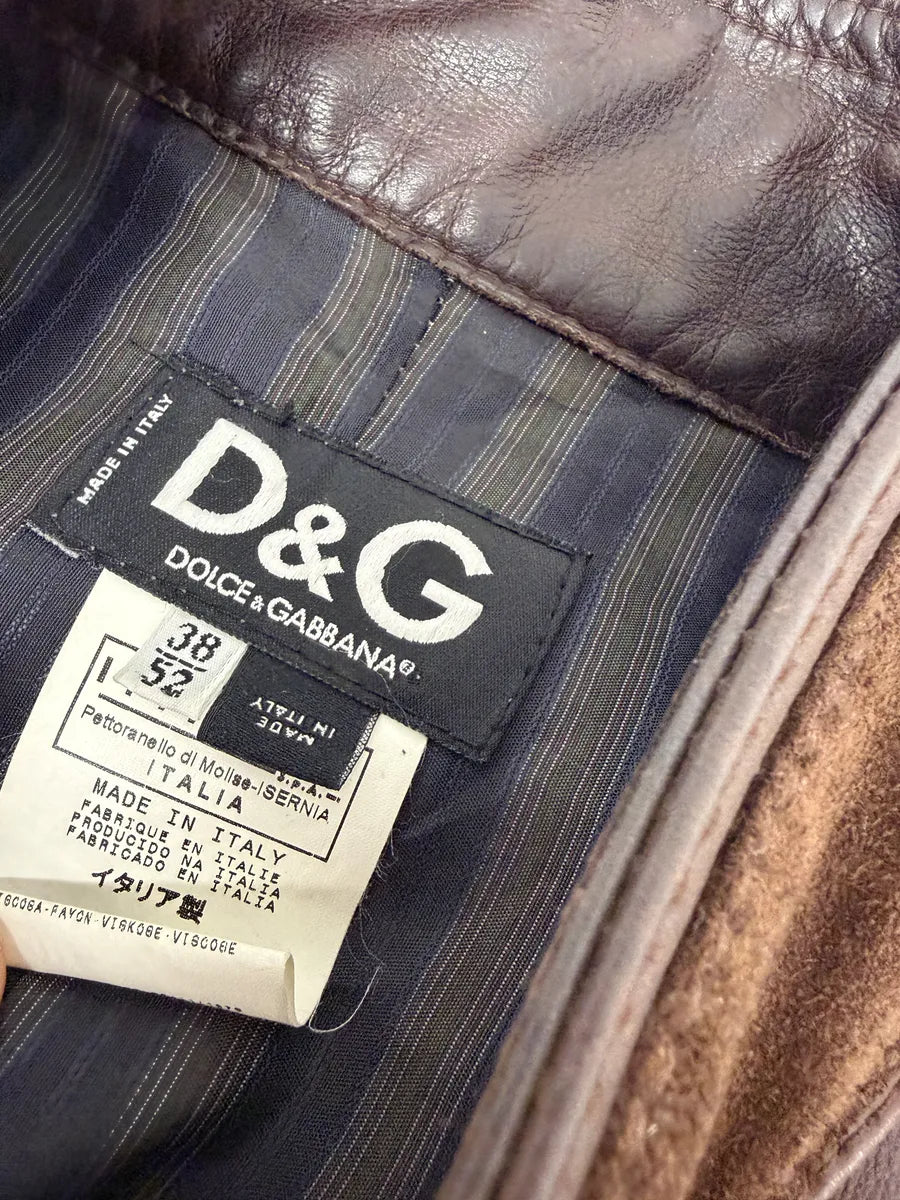 MADE IN ITALY
D&G
DOLCE&GABBANA®.
38
52
MADE
IN ITALY
S.p.A.
Pettoranello di Molise-ISERNIA
ITALIA
MADE IN ITALY
FABRIQUE EN ITALIE
PRODUCIDO NA ITALIA
FABRICADO EN ITALIA
イタリア製
RAYON-VISKOSE-VISCOSE